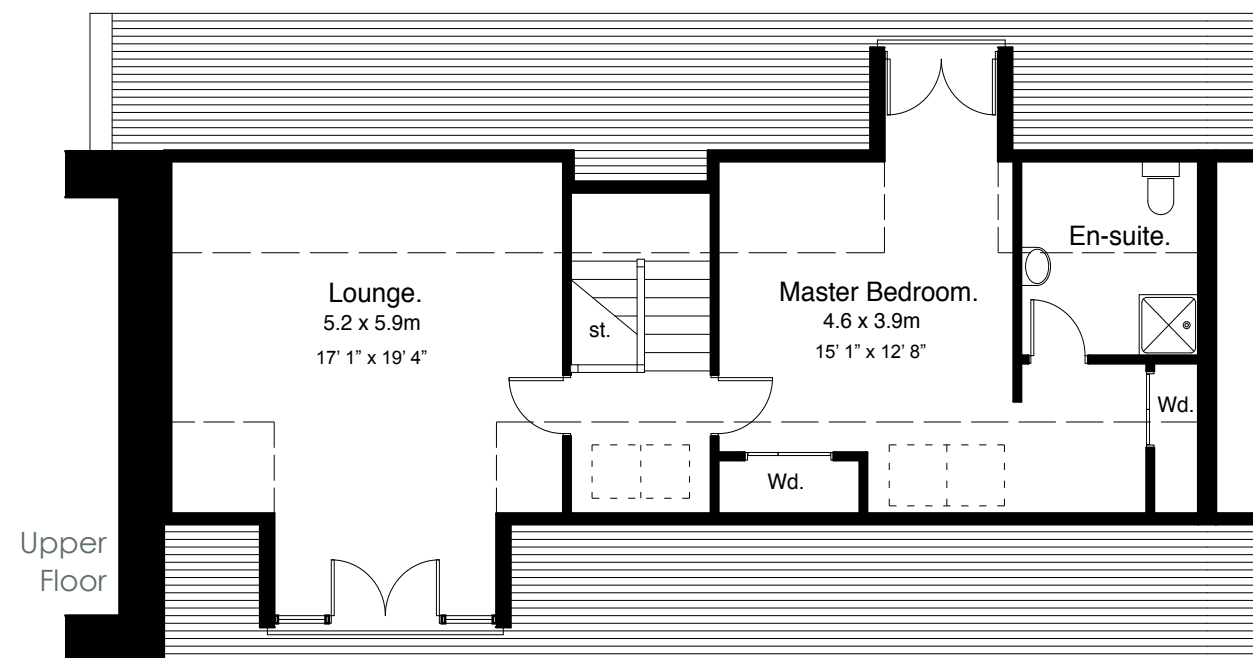 En-suite.
Lounge.
5.2 x 5.9m
17’ 1” x 19’ 4”
st.
Master Bedroom.
4.6 x 3.9m
15’ 1” x 12’ 8”
Wd.
Wd.
Upper
Floor